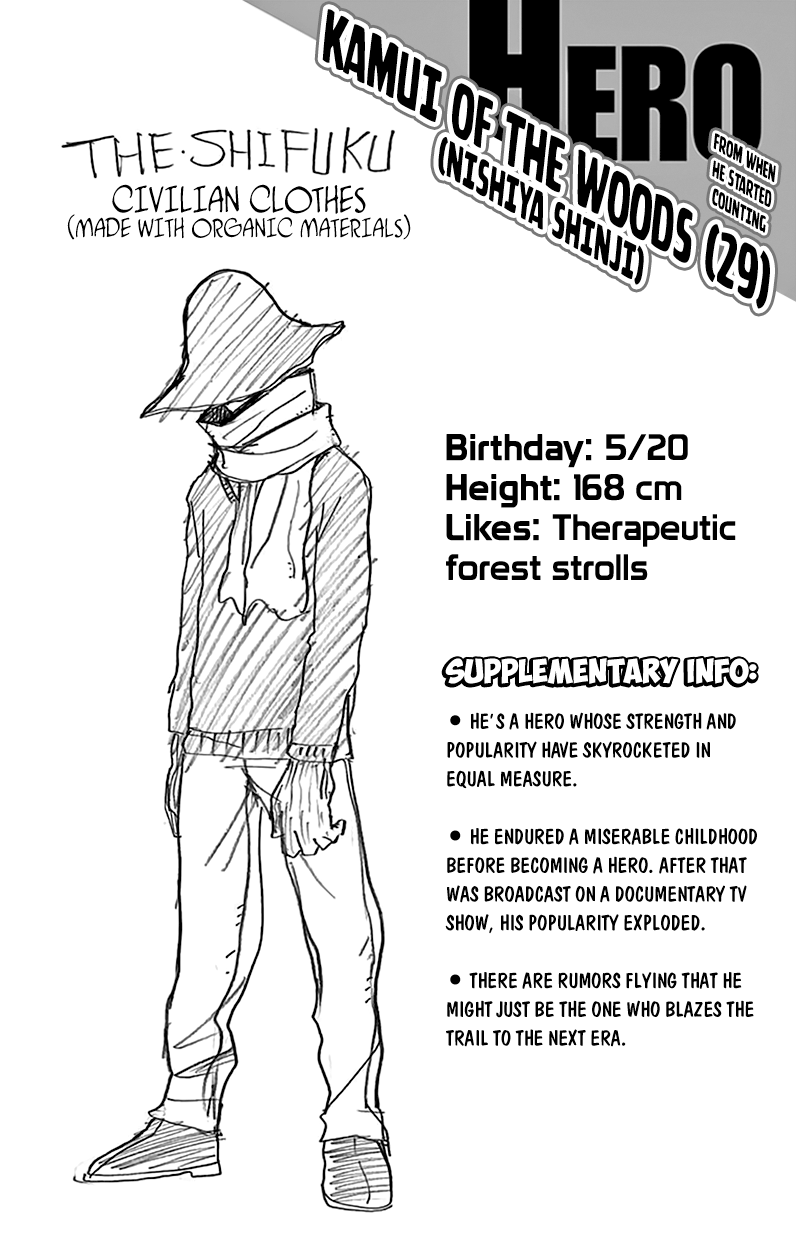 HERO
KAMUI OF THE WOODS (29)
(NISHIYA SHINJI)
FROM WHEN
HE STARTED
COUNTING
THE·SHIFUKU
CIVILIAN CLOTHES
(MADE WITH ORGANIC MATERIALS)
Birthday: 5/20
Height: 168 cm
Likes: Therapeutic
forest strolls
SUPPLEMENTARY INFO:
• HE'S A HERO WHOSE STRENGTH AND
POPULARITY HAVE SKYROCKETED IN
EQUAL MEASURE.
• HE ENDURED A MISERABLE CHILDHOOD
BEFORE BECOMING A HERO. AFTER THAT
WAS BROADCAST ON A DOCUMENTARY TV
SHOW, HIS POPULARITY EXPLODED.
• THERE ARE RUMORS FLYING THAT HE
MIGHT JUST BE THE ONE WHO BLAZES THE
TRAIL TO THE NEXT ERA.